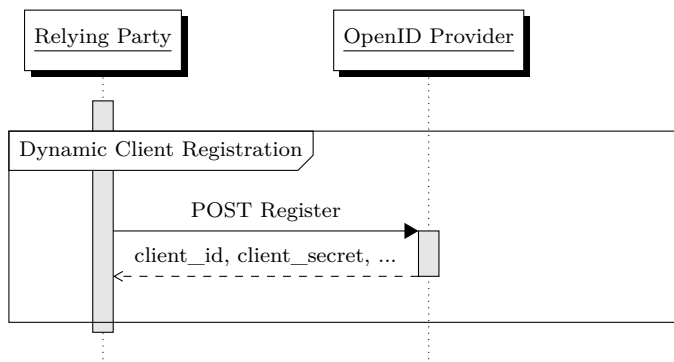 Relying Party
OpenID Provider
Dynamic Client Registration
POST Register
client_id, client_secret, ...